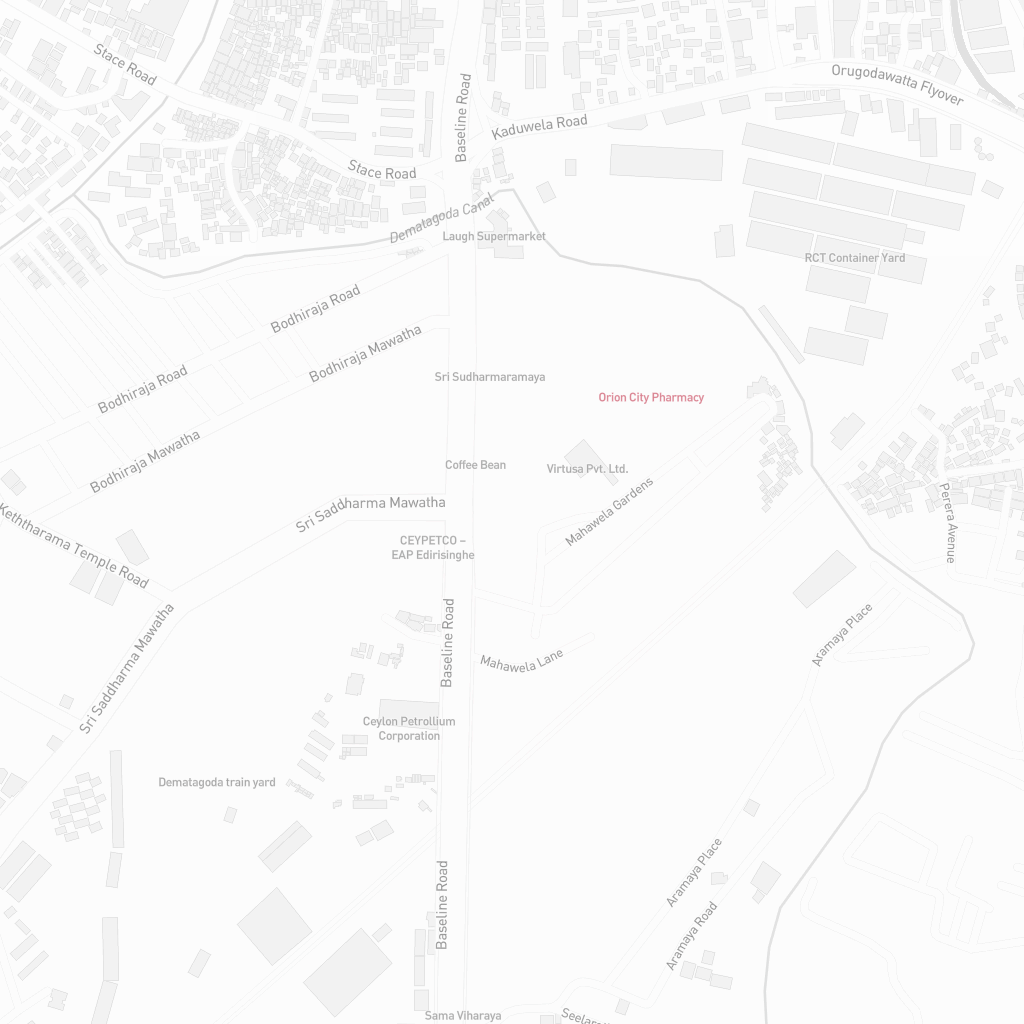 Stace Road
Orugodawatta Flyover
Baseline Road
Kaduwela Road
Stace Road
Dematagoda Canal
Laugh Supermarket
RCT Container Yard
Bodhiraja Road
Bodhiraja Mawatha
Sri Sudharmaramaya
Bodhiraja Road
Orion City Pharmacy
Bodhiraja Mawatha
Coffee Bean
Virtusa Pvt. Ltd.
Sri Saddharma Mawatha
Mahawela Gardens
Keththarama Temple Road
CEYPETCO –
EAP Edirisinghe
Perera Avenue
Baseline Road
Aramaya Place
Sri Saddharma Mawatha
Mahawela Lane
Ceylon Petrollium
Corporation
Dematagoda train yard
Aramaya Place
Baseline Road
Aramaya Road
Sama Viharaya